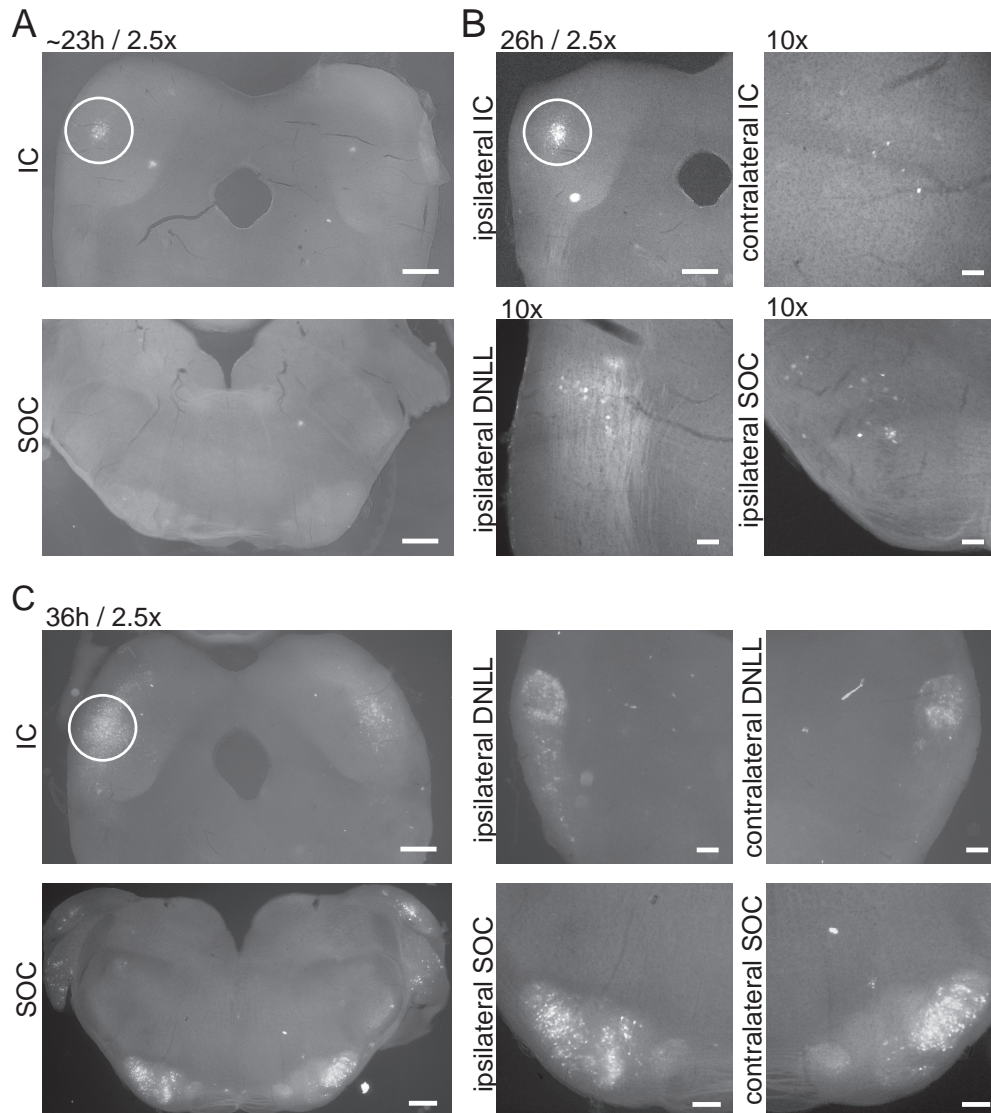 A
~23h / 2.5x
IC
SOC
B
26h / 2.5x
10x
ipsilateral IC
contralateral IC
10x
10x
ipsilateral DNLL
ipsilateral SOC
C
36h / 2.5x
IC
ipsilateral DNLL
contralateral DNLL
SOC
ipsilateral SOC
contralateral SOC